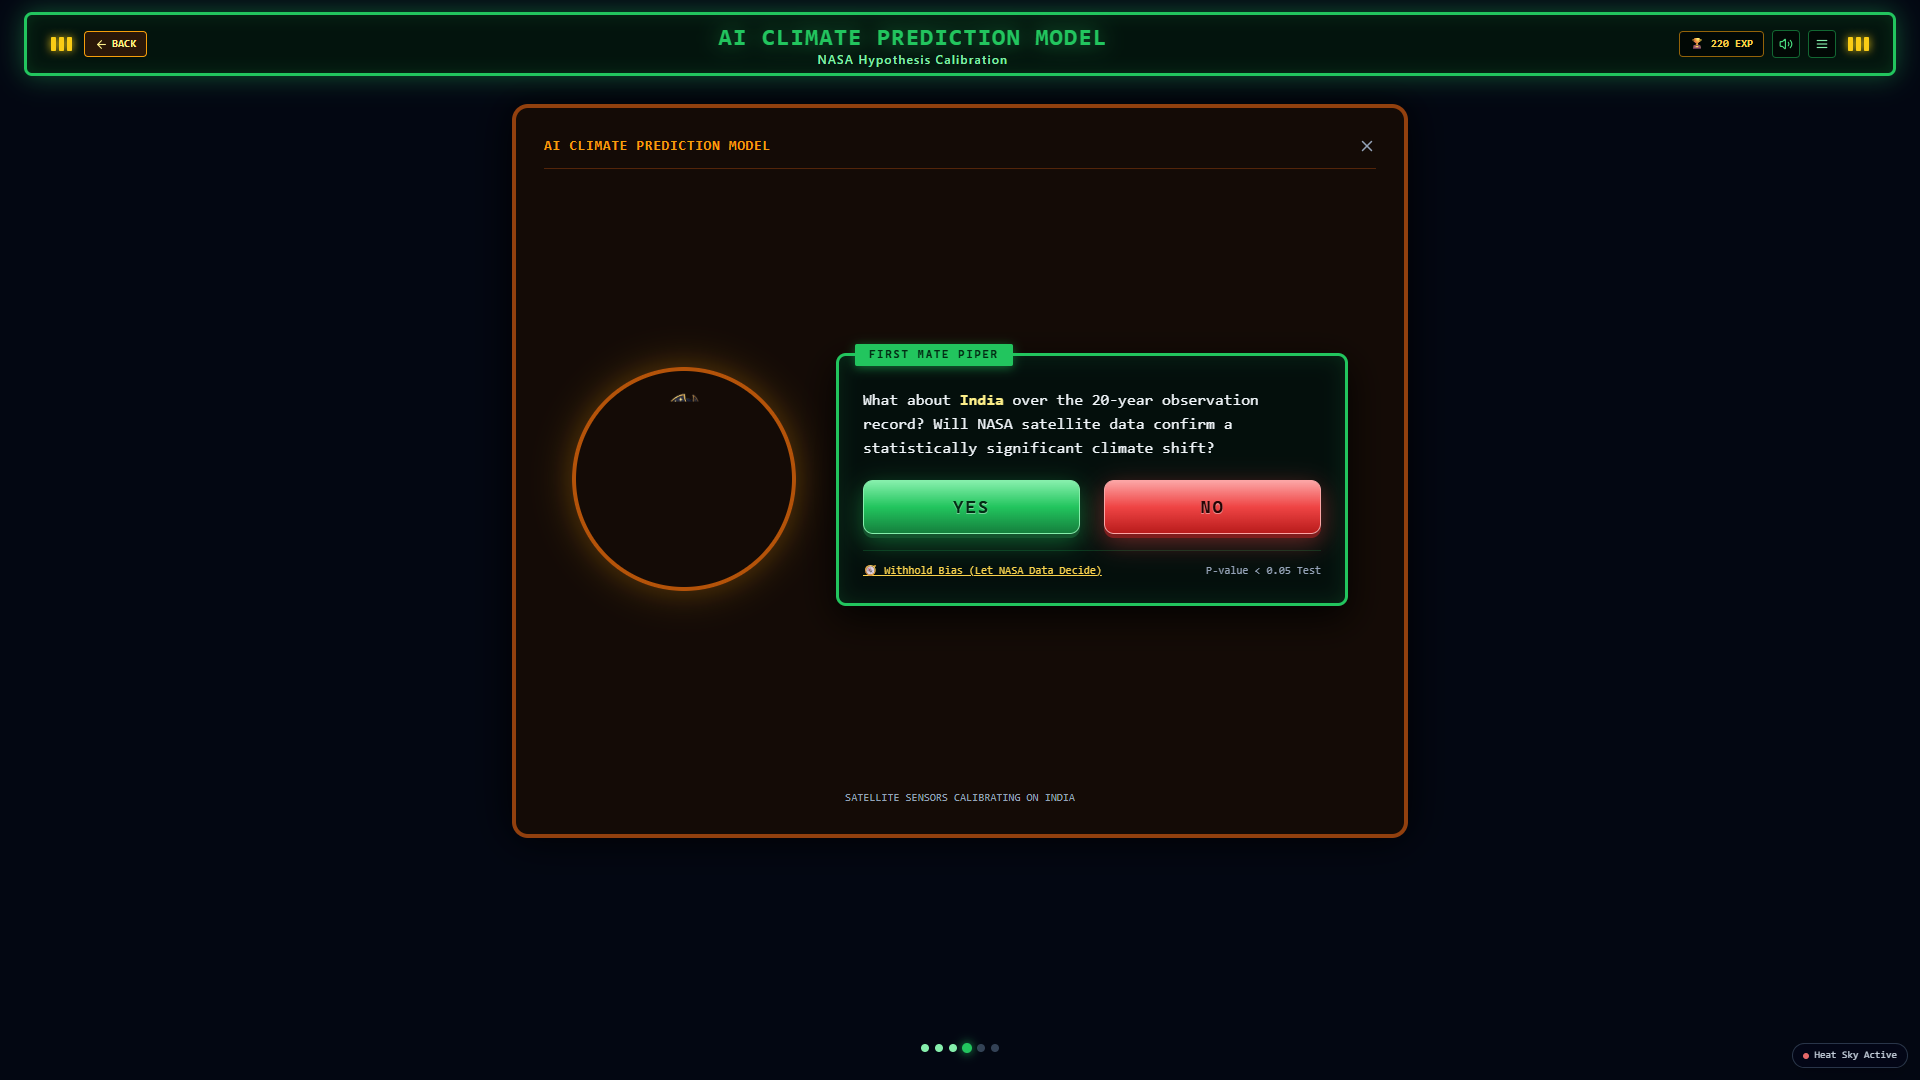 BACK
AI CLIMATE PREDICTION MODEL
NASA Hypothesis Calibration
220 EXP
AI CLIMATE PREDICTION MODEL
FIRST MATE PIPER
What about India over the 20-year observation
record? Will NASA satellite data confirm a
statistically significant climate shift?
YES
NO
Withhold Bias (Let NASA Data Decide)
P-value < 0.05 Test
SATELLITE SENSORS CALIBRATING ON INDIA
Heat Sky Active